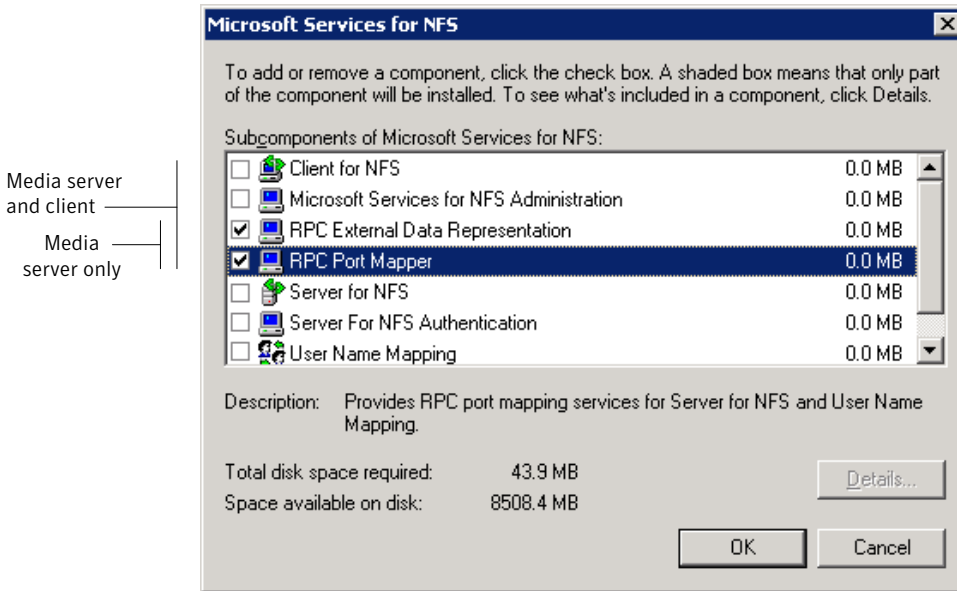 Microsoft Services for NFS
To add or remove a component, click the check box. A shaded box means that only part
of the component will be installed. To see what's included in a component, click Details.
Subcomponents of Microsoft Services for NFS:
Client for NFS 0.0 MB
Microsoft Services for NFS Administration 0.0 MB
RPC External Data Representation 0.0 MB
RPC Port Mapper 0.0 MB
Server for NFS 0.0 MB
Server For NFS Authentication 0.0 MB
User Name Mapping 0.0 MB
Media server
and client
Media
server only
Description: Provides RPC port mapping services for Server for NFS and User Name
Mapping.
Total disk space required: 43.9 MB
Space available on disk: 8508.4 MB
Details...
OK Cancel